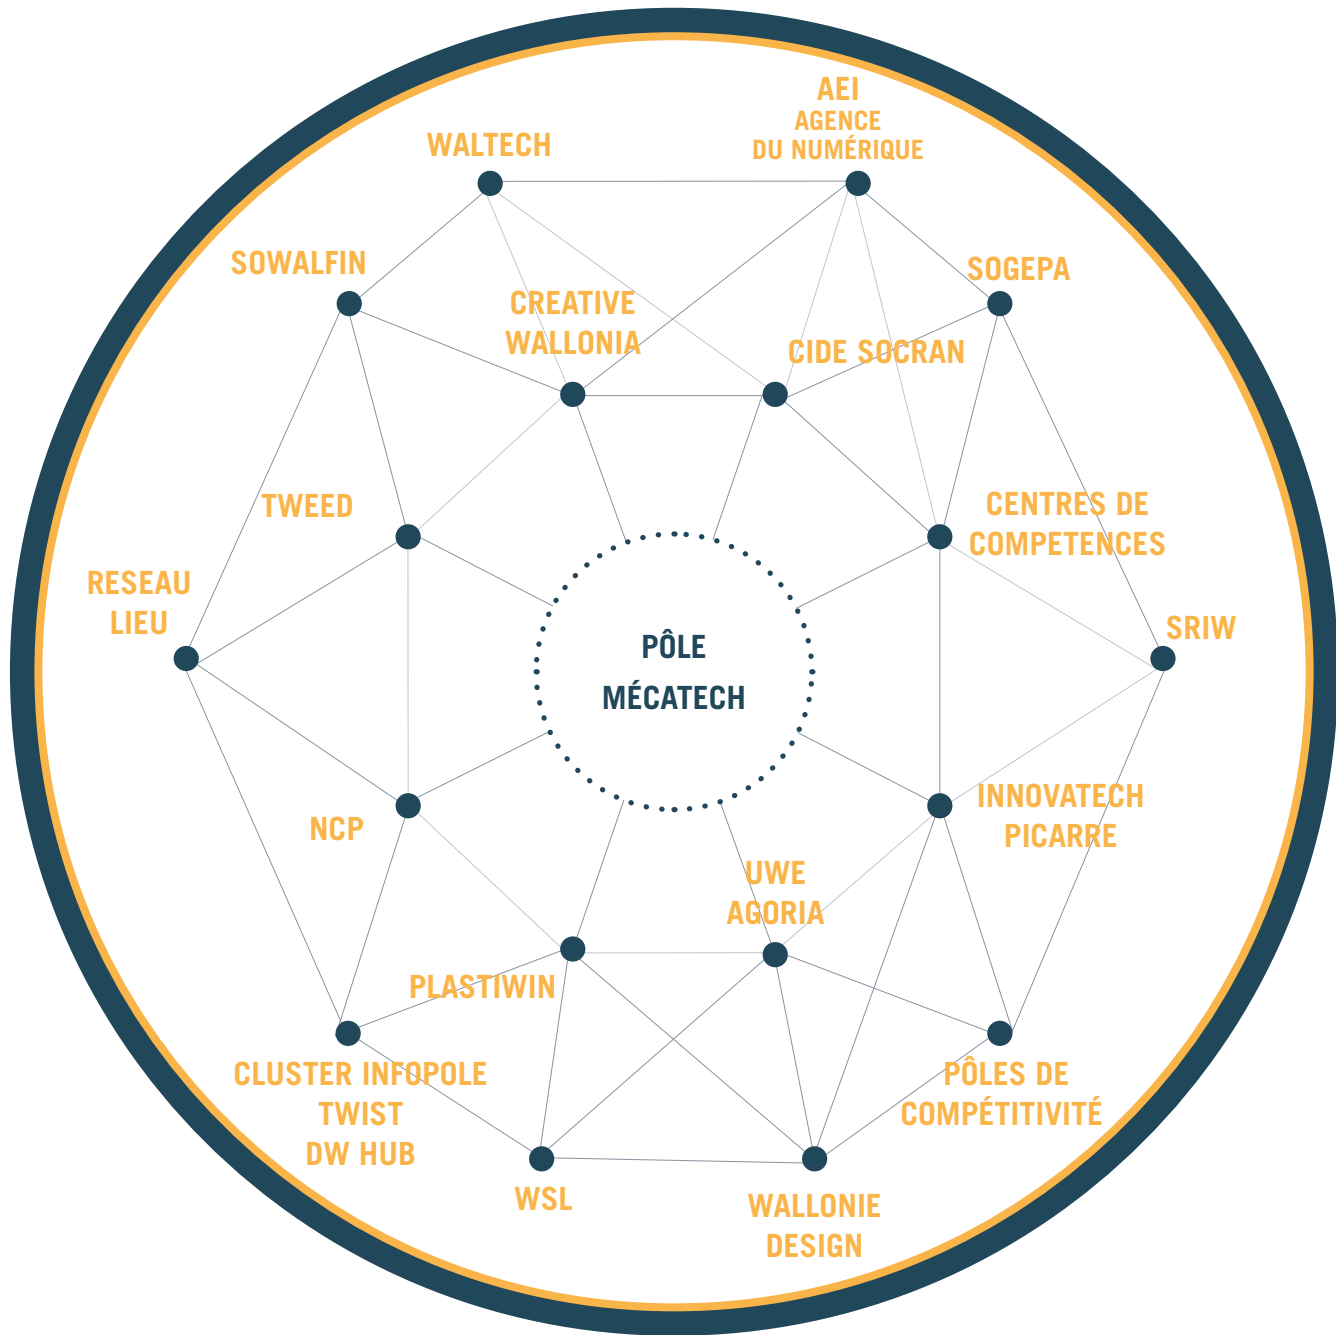 AEI
AGENCE
DU NUMÉRIQUE
WALTECH
SOWALFIN
SOGEPA
CREATIVE
WALLONIA
CIDE SOCRAN
TWEED
CENTRES DE
COMPETENCES
RESEAU
LIEU
SRIW
PÔLE
MÉCATECH
NCP
INNOVATECH
PICARRE
UWE
AGORIA
PLASTIWIN
CLUSTER INFOPOLE
TWIST
DW HUB
PÔLES DE
COMPÉTITIVITÉ
WSL
WALLONIE
DESIGN